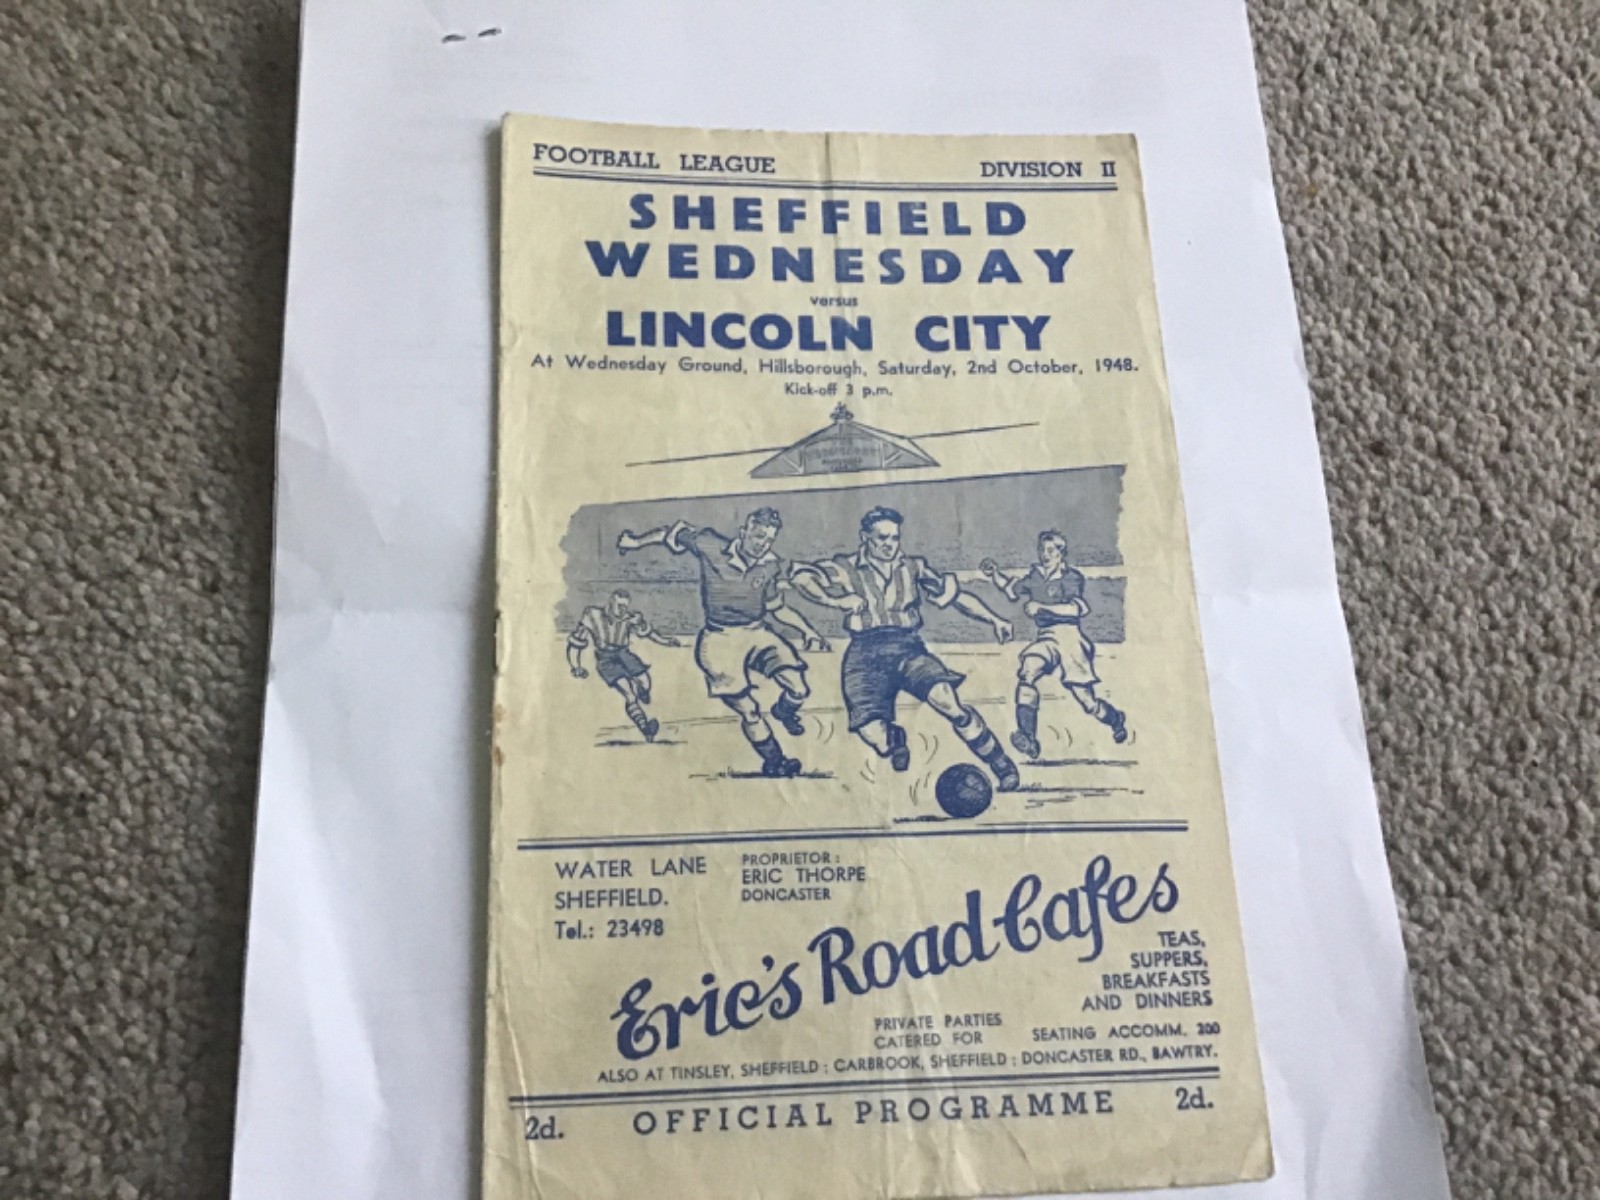 FOOTBALL LEAGUE DIVISION II
SHEFFIELD
WEDNESDAY
versus
LINCOLN CITY
At Wednesday Ground, Hillsborough, Saturday, 2nd October, 1948.
Kick-off 3 p.m.
WATER LANE
SHEFFIELD.
Tel.: 23498
PROPRIETOR:
ERIC THORPE
DONCASTER
Eric's Road Cafes
TEAS,
SUPPERS,
BREAKFASTS
AND DINNERS
PRIVATE PARTIES
CATERED FOR
SEATING ACCOMM. 200
ALSO AT TINSLEY, SHEFFIELD; CARBROOK, SHEFFIELD; DONCASTER RD., BAWTRY.
2d. OFFICIAL PROGRAMME 2d.